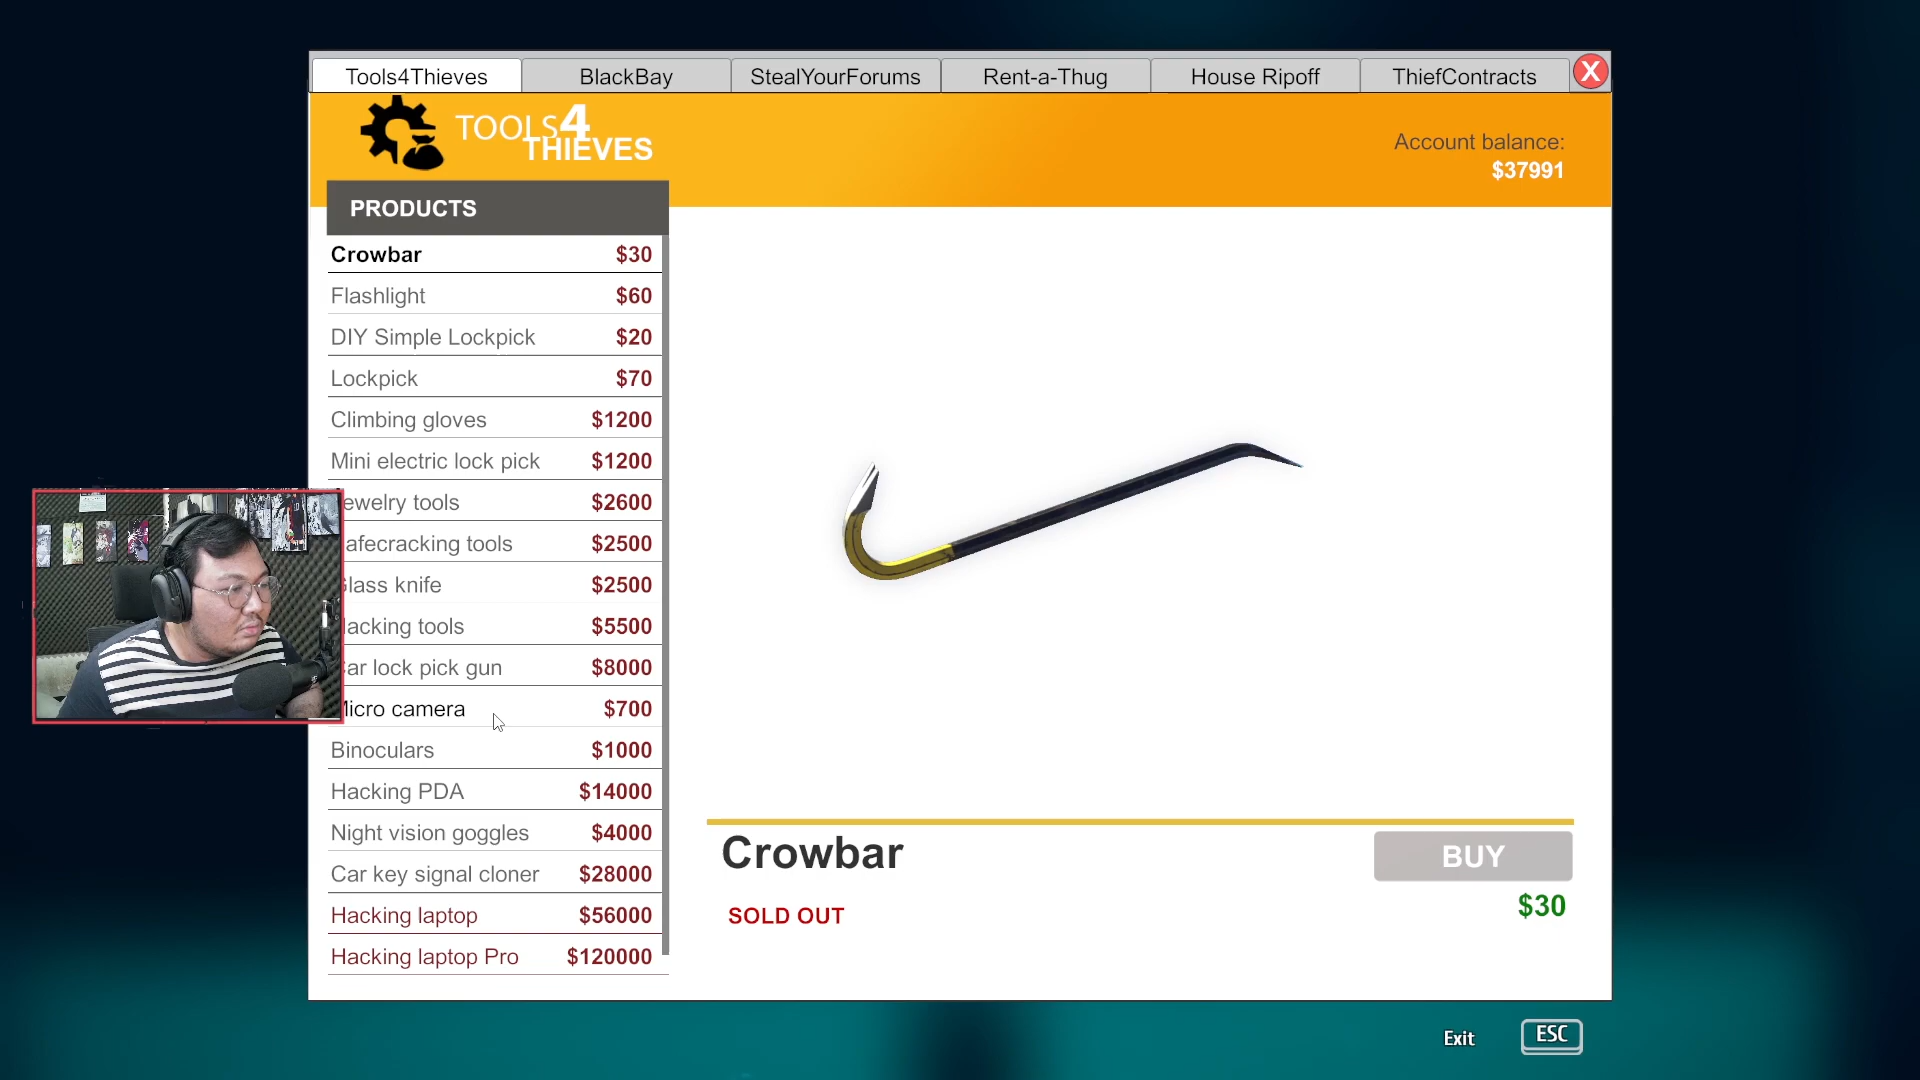 Tools4Thieves
BlackBay
StealYourForums
Rent-a-Thug
House Ripoff
ThiefContracts
X
TOOLS4
THIEVES
Account balance:
$37991
PRODUCTS
Crowbar $30
Flashlight $60
DIY Simple Lockpick $20
Lockpick $70
Climbing gloves $1200
Mini electric lock pick $1200
ewelry tools $2600
afecracking tools $2500
lass knife $2500
acking tools $5500
ar lock pick gun $8000
icro camera $700
Binoculars $1000
Hacking PDA $14000
Night vision goggles $4000
Car key signal cloner $28000
Hacking laptop $56000
Hacking laptop Pro $120000
Crowbar
BUY
SOLD OUT
$30
Exit
ESC